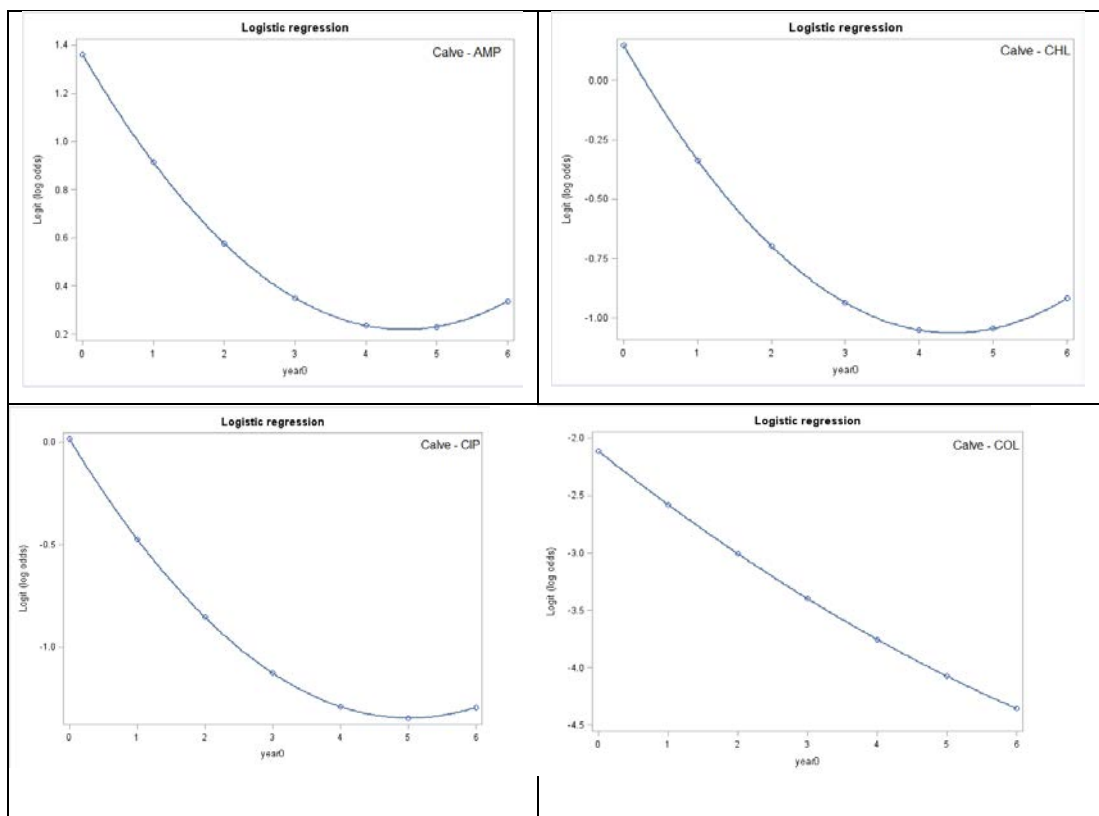 Logistic regression
Calve - AMP
1.4
1.2
1.0
0.8
0.6
0.4
0.2
Logit (log odds)
0 1 2 3 4 5 6
year0
Logistic regression
Calve - CHL
0.00
-0.25
-0.50
-0.75
-1.00
Logit (log odds)
0 1 2 3 4 5 6
year0
Logistic regression
Calve - CIP
0.0
-0.5
-1.0
Logit (log odds)
0 1 2 3 4 5 6
year0
Logistic regression
Calve - COL
-2.0
-2.5
-3.0
-3.5
-4.0
-4.5
Logit (log odds)
0 1 2 3 4 5 6
year0